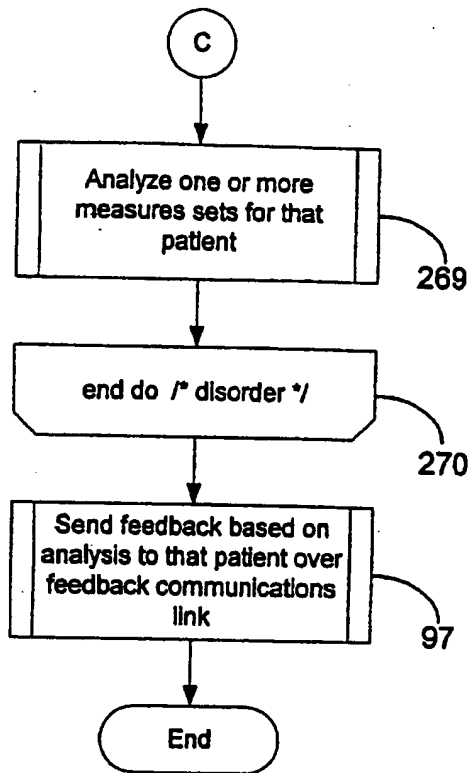 C
Analyze one or more
measures sets for that
patient
269
end do /* disorder */
270
Send feedback based on
analysis to that patient over
feedback communications
link
97
End